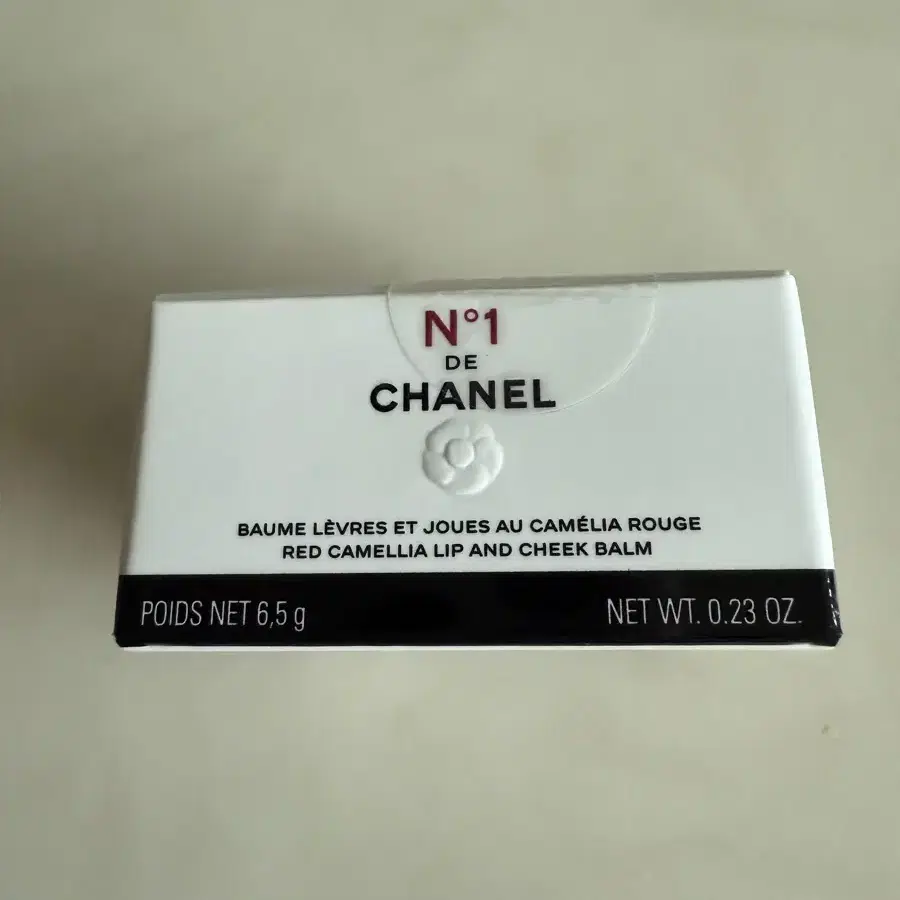 N°1
DE
CHANEL
BAUME LÈVRES ET JOUES AU CAMÉLIA ROUGE
RED CAMELLIA LIP AND CHEEK BALM
POIDS NET 6,5 g NET WT. 0.23 OZ.